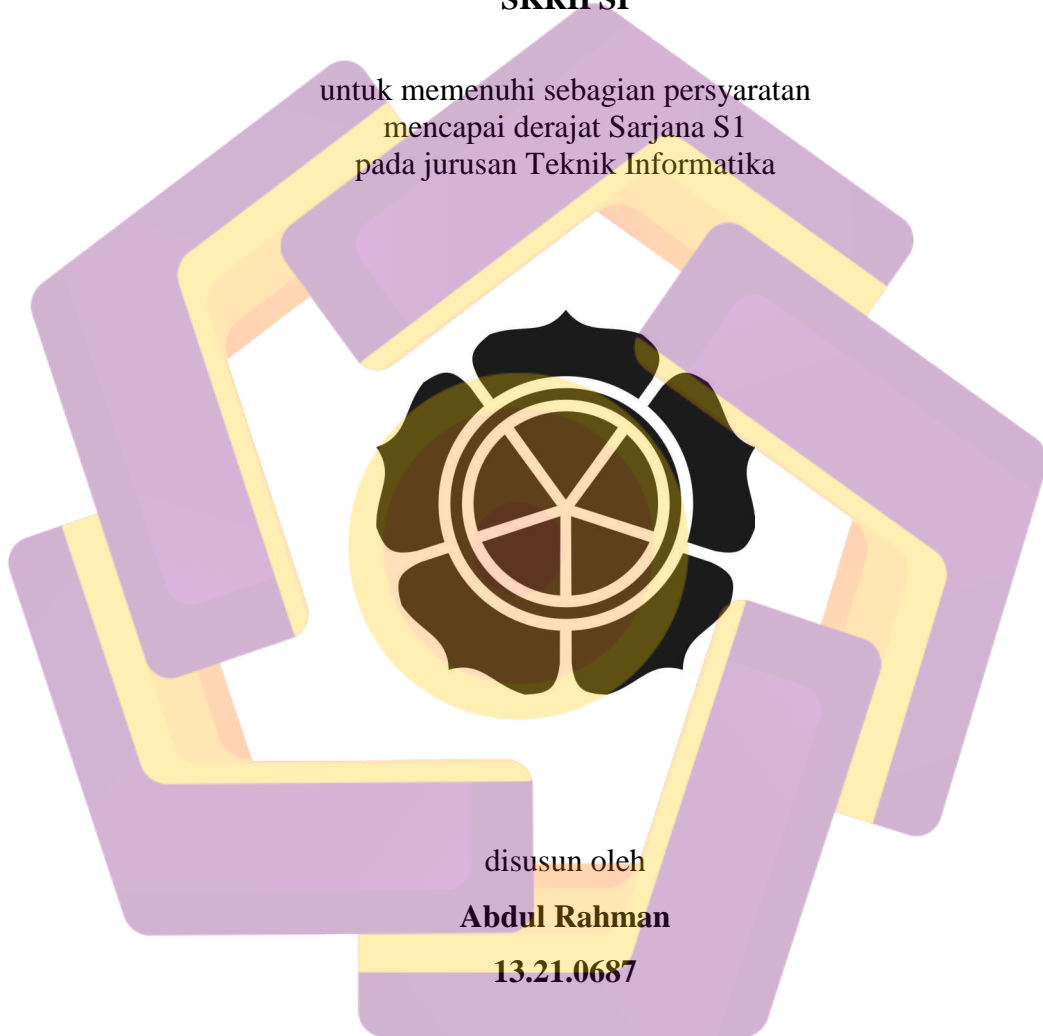 SKRIPSI
untuk memenuhi sebagian persyaratan
mencapai derajat Sarjana S1
pada jurusan Teknik Informatika
disusun oleh
Abdul Rahman
13.21.0687